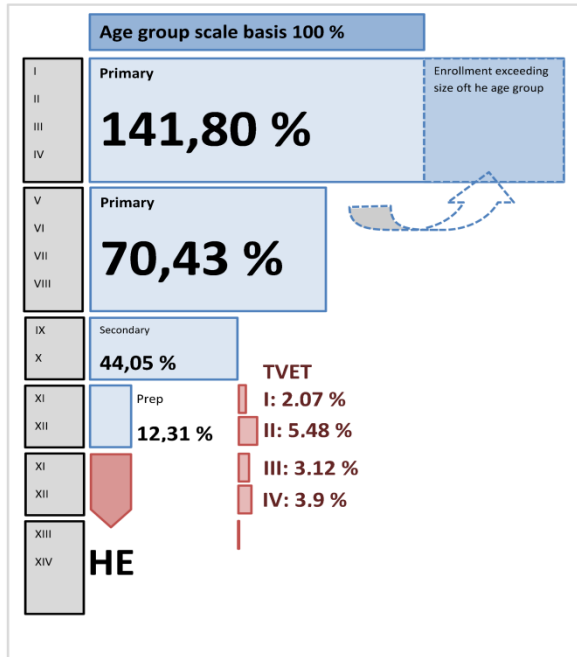 Age group scale basis 100 %
I
II
III
IV
Primary
141,80 %
Enrollment exceeding
size oft he age group
V
VI
VII
VIII
Primary
70,43 %
IX
X
Secondary
44,05 %
TVET
XI
XII
Prep
12,31 %
I: 2.07 %
II: 5.48 %
XI
XII
III: 3.12 %
IV: 3.9 %
XIII
XIV
HE